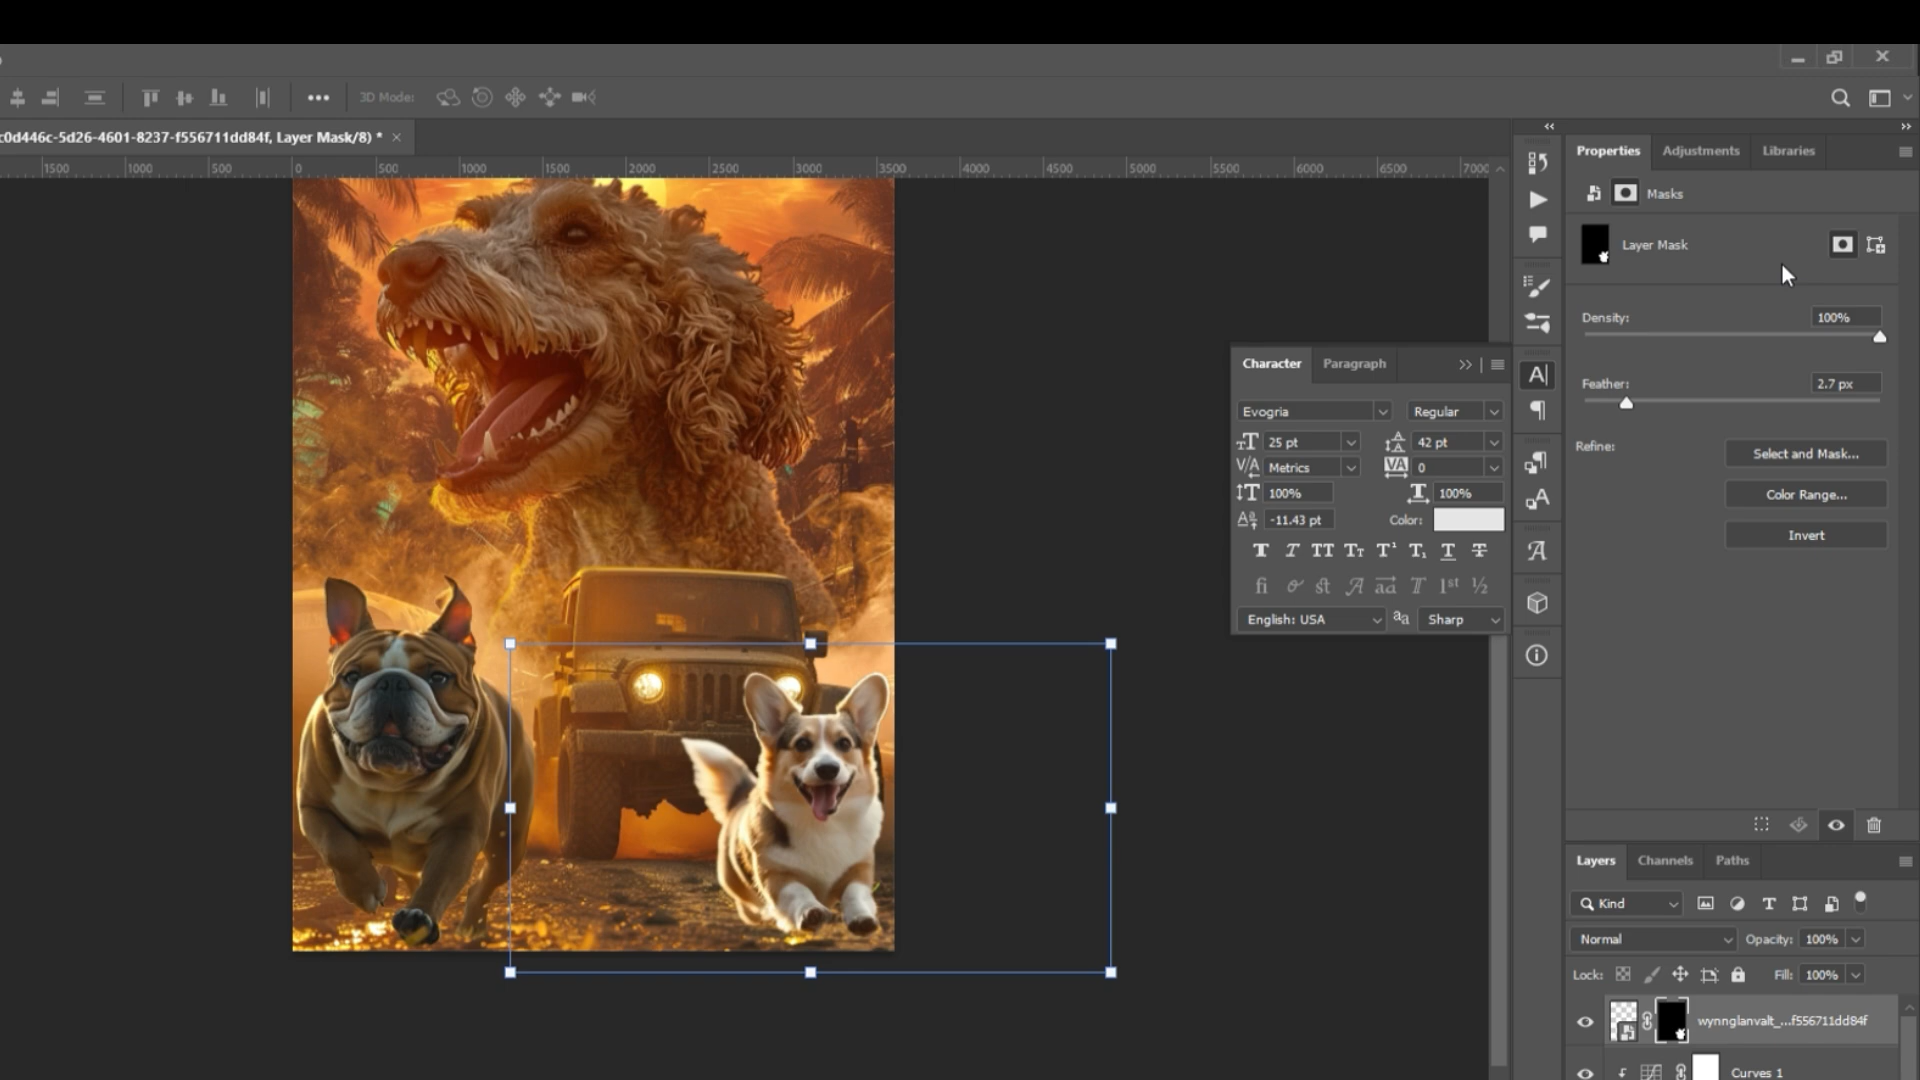 3D Mode:
c0d446c-5d26-4601-8237-f556711dd84f, Layer Mask/8) *
1500 1000 500 0 500 1000 1500 2000 2500 3000 3500 4000 4500 5000 5500 6000 6500 7000
Properties Adjustments Libraries
Masks
Layer Mask
Density: 100%
Feather: 2.7 px
Refine: Select and Mask...
Color Range...
Invert
Character Paragraph
Evogria Regular
25 pt 42 pt
Metrics 0
100% 100%
-11.43 pt Color:
English: USA aa Sharp
Layers Channels Paths
Kind
Normal Opacity: 100%
Lock: Fill: 100%
wynnglanvalt_...f556711dd84f
Curves 1